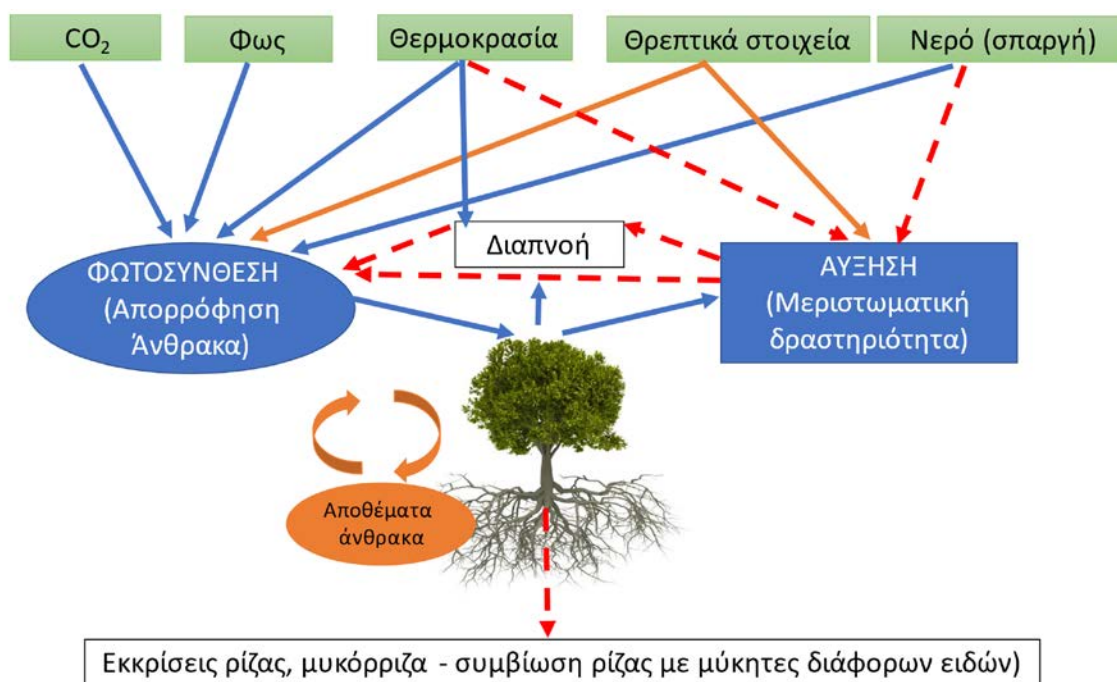 CO₂
Φως
Θερμοκρασία
Θρεπτικά στοιχεία
Νερό (σπαργή)
Διαπνοή
ΦΩΤΟΣΥΝΘΕΣΗ
(Απορρόφηση
Άνθρακα)
ΑΥΞΗΣΗ
(Μεριστωματική
δραστηριότητα)
Αποθέματα
άνθρακα
Εκκρίσεις ρίζας, μυκόρριζα - συμβίωση ρίζας με μύκητες διάφορων ειδών)